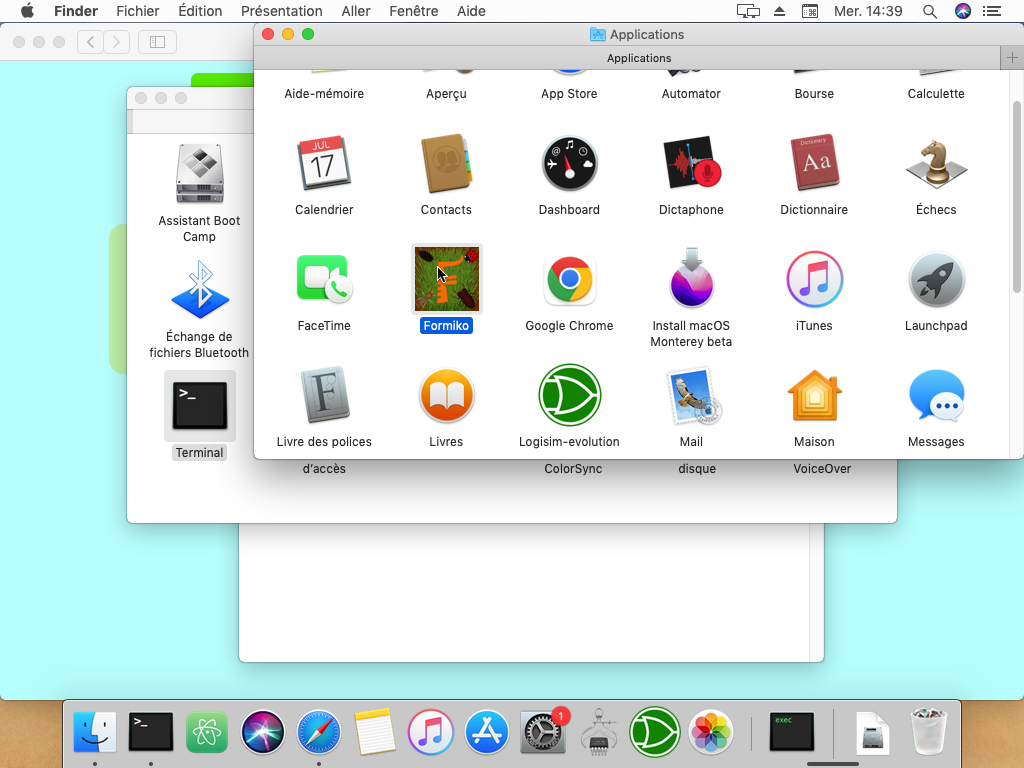 Finder Fichier Édition Présentation Aller Fenêtre Aide Mer. 14:39
Applications
Applications
Aide-mémoire Aperçu App Store Automator Bourse Calculette
JUL
17
Dictionary
Aa
Calendrier Contacts Dashboard Dictaphone Dictionnaire Échecs
Assistant Boot
Camp
FaceTime Formiko Google Chrome Install macOS
Monterey beta
iTunes Launchpad
Échange de
fichiers Bluetooth
>_
Terminal
F
Livre des polices Livres Logisim-evolution Mail Maison Messages
d'accès ColorSync disque VoiceOver
>_
1
exec